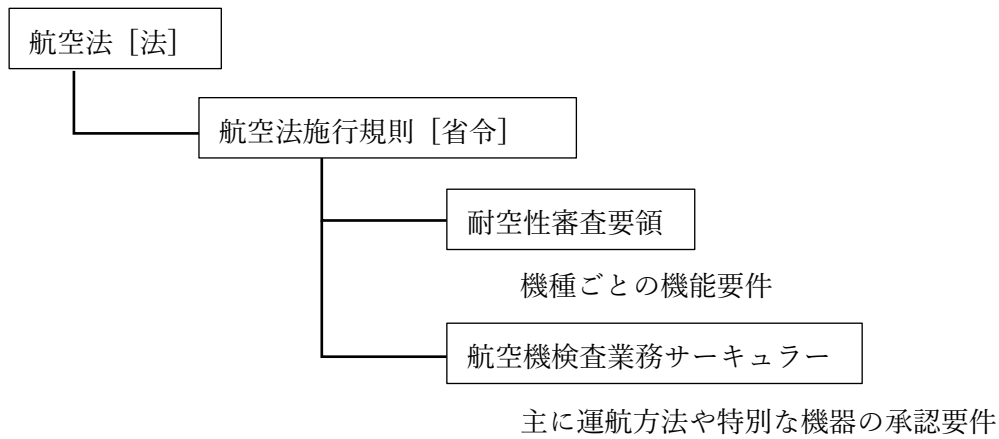 航空法［法］
航空法施行規則［省令］
耐空性審査要領
機種ごとの機能要件
航空機検査業務サーキュラー
主に運航方法や特別な機器の承認要件